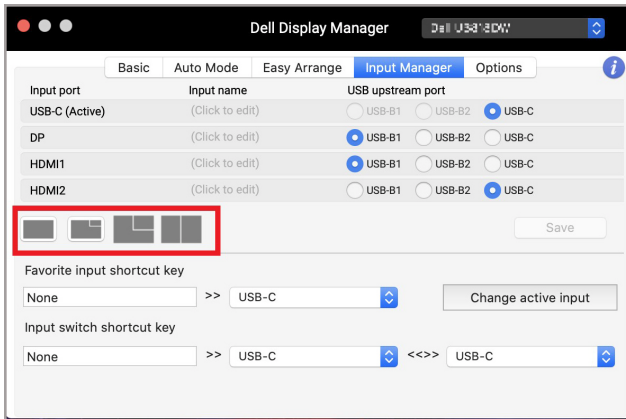 Dell Display Manager
Basic Auto Mode Easy Arrange Input Manager Options i
Input port Input name USB upstream port
USB-C (Active) (Click to edit) USB-B1 USB-B2 USB-C
DP (Click to edit) USB-B1 USB-B2 USB-C
HDMI1 (Click to edit) USB-B1 USB-B2 USB-C
HDMI2 (Click to edit) USB-B1 USB-B2 USB-C
Save
Favorite input shortcut key
None >> USB-C Change active input
Input switch shortcut key
None >> USB-C <<>> USB-C